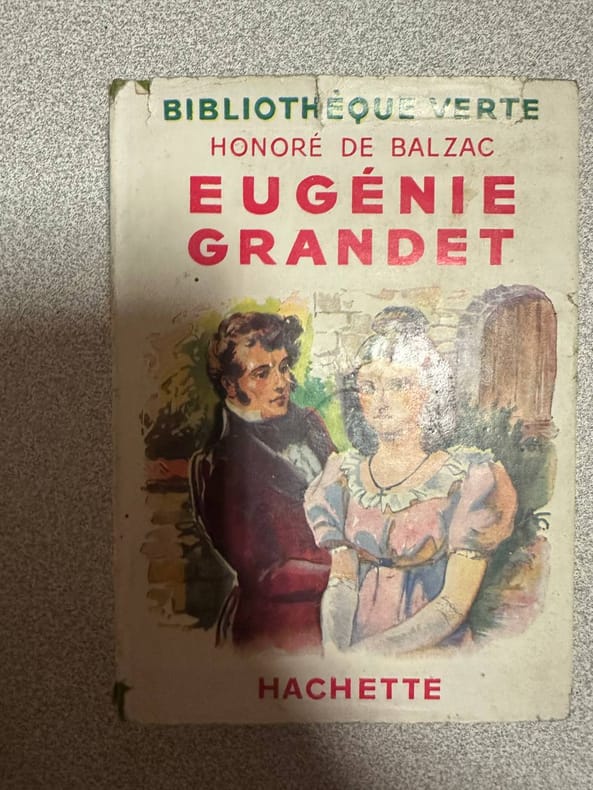 BIBLIOTHÈQUE VERTE
HONORÉ DE BALZAC
EUGÉNIE
GRANDET
HACHETTE